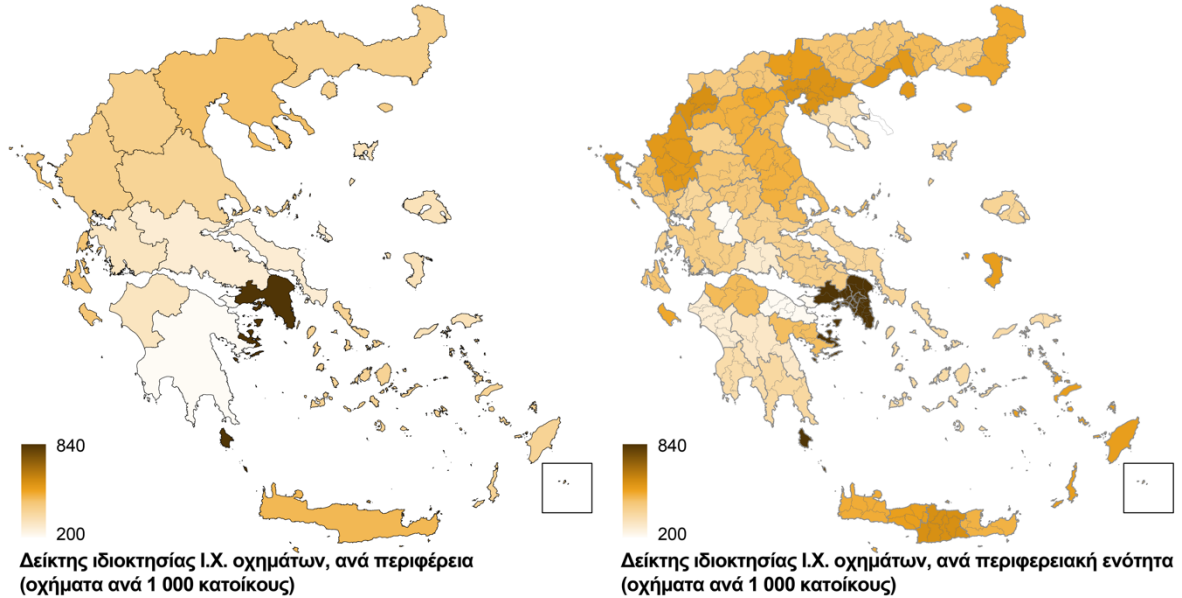 840
200
Δείκτης ιδιοκτησίας Ι.Χ. οχημάτων, ανά περιφέρεια
(οχήματα ανά 1 000 κατοίκους)
840
200
Δείκτης ιδιοκτησίας Ι.Χ. οχημάτων, ανά περιφερειακή ενότητα
(οχήματα ανά 1 000 κατοίκους)